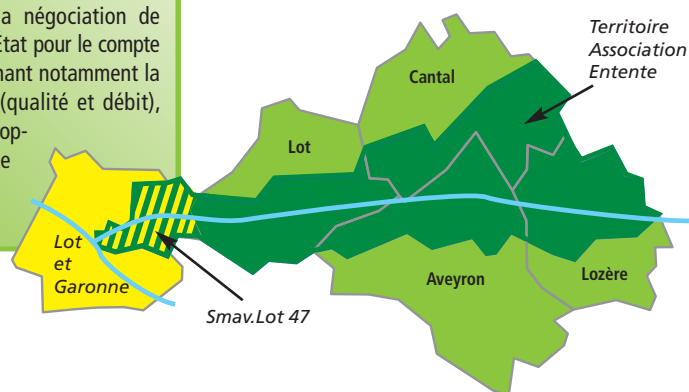 a négociation de
État pour le compte
nant notamment la
(qualité et débit),
op-
e
Territoire
Association
Entente
Cantal
Lot
Lot
et
Garonne
Aveyron
Lozère
Smav.Lot 47